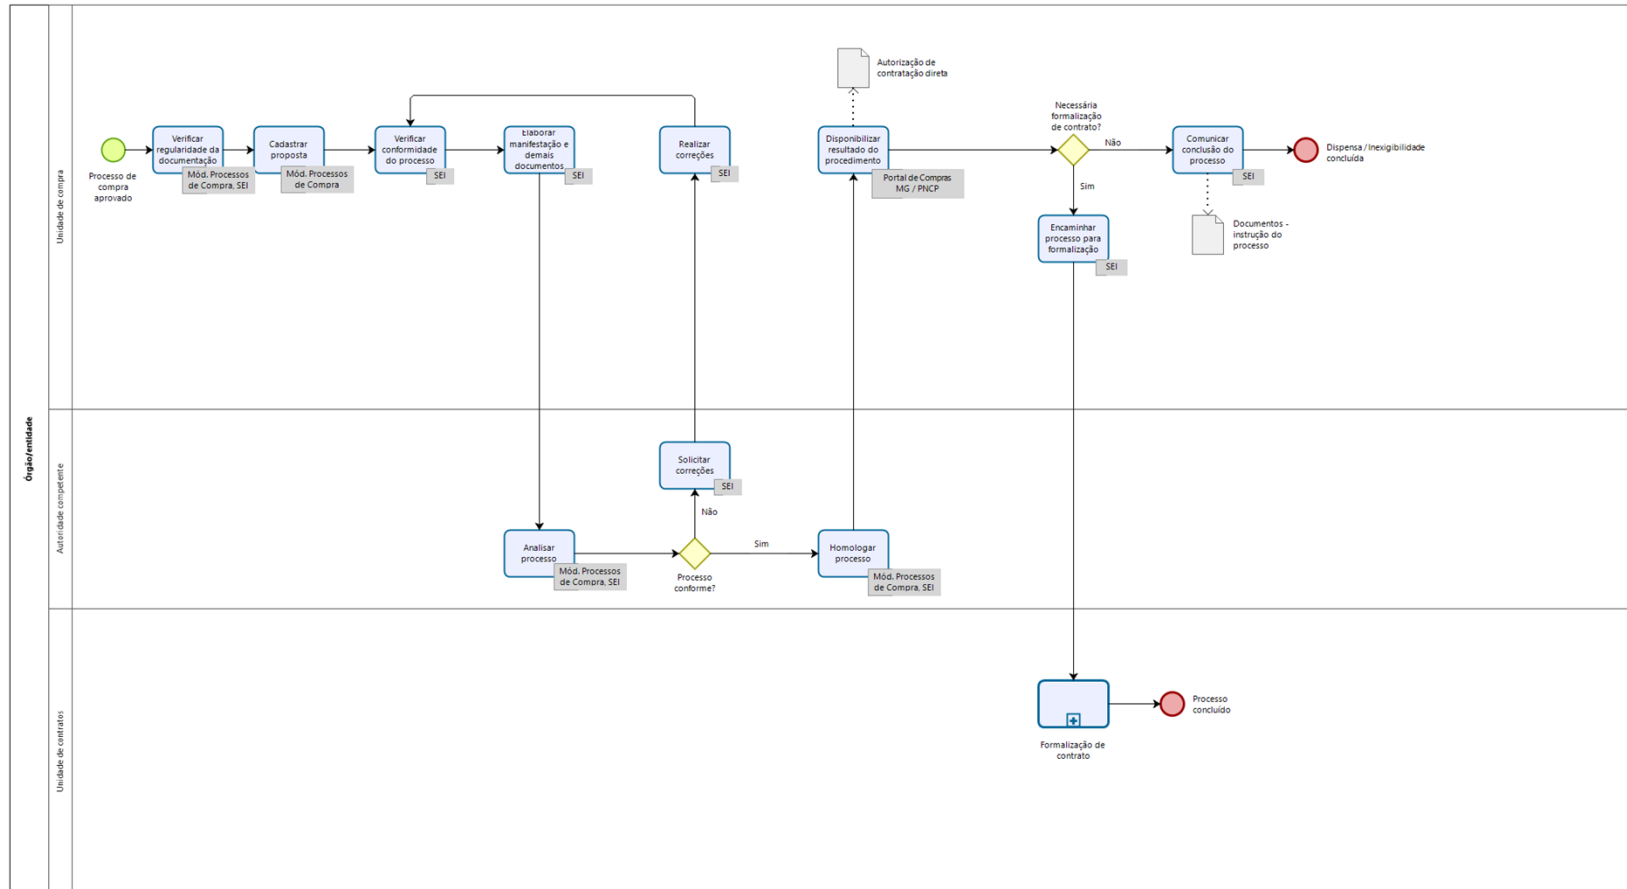 Órgão/entidade
Unidade de compra
Processo de
compra
aprovado
Verificar
regularidade da
documentação
Mód. Processos
de Compra, SEI
Cadastrar
proposta
Mód. Processos
de Compra
Verificar
conformidade
do processo
SEI
Elaborar
manifestação e
demais
documentos
SEI
Realizar
correções
SEI
Autorização de
contratação direta
Disponibilizar
resultado do
procedimento
Portal de Compras
MG / PNCP
Necessária
formalização
de contrato?
Não
Sim
Comunicar
conclusão do
processo
SEI
Dispensa / Inexigibilidade
concluída
Documentos -
instrução do
processo
Encaminhar
processo para
formalização
SEI
Autoridade competente
Solicitar
correções
SEI
Não
Analisar
processo
Mód. Processos
de Compra, SEI
Processo
conforme?
Sim
Homologar
processo
Mód. Processos
de Compra, SEI
Unidade de contratos
Formalização de
contrato
Processo
concluído